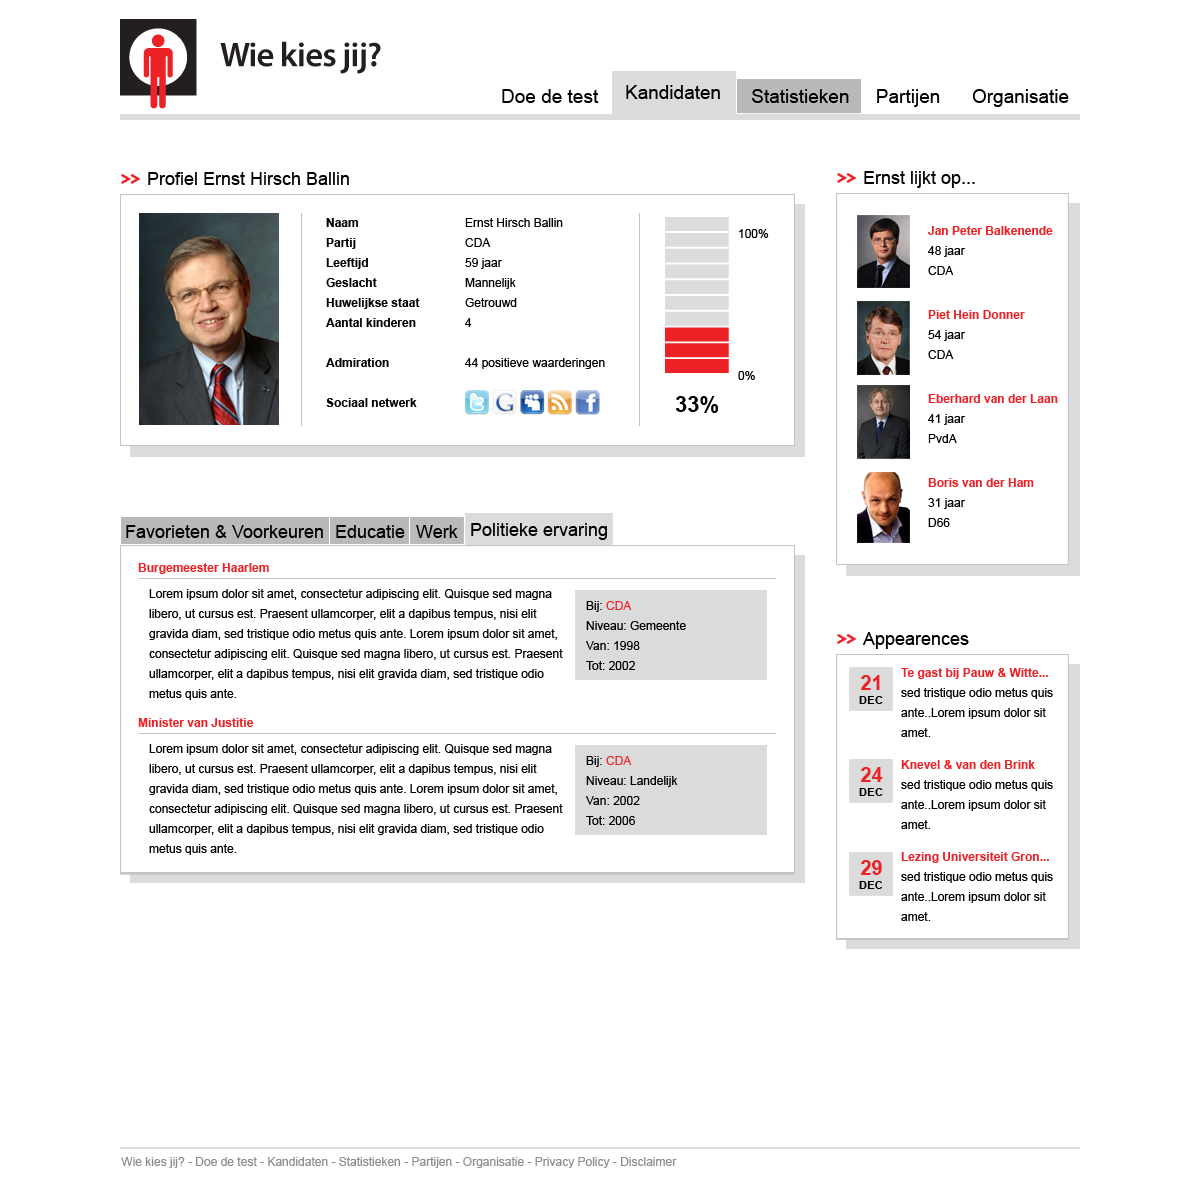 Wie kies jij?
Doe de test
Kandidaten
Statistieken
Partijen
Organisatie
>> Profiel Ernst Hirsch Ballin
Naam Ernst Hirsch Ballin
Partij CDA
Leeftijd 59 jaar
Geslacht Mannelijk
Huwelijkse staat Getrouwd
Aantal kinderen 4
Admiration 44 positieve waarderingen
Sociaal netwerk
100%
0%
33%
>> Ernst lijkt op...
Jan Peter Balkenende
48 jaar
CDA
Piet Hein Donner
54 jaar
CDA
Eberhard van der Laan
41 jaar
PvdA
Boris van der Ham
31 jaar
D66
Favorieten & Voorkeuren
Educatie
Werk
Politieke ervaring
Burgemeester Haarlem
Lorem ipsum dolor sit amet, consectetur adipiscing elit. Quisque sed magna
libero, ut cursus est. Praesent ullamcorper, elit a dapibus tempus, nisi elit
gravida diam, sed tristique odio metus quis ante. Lorem ipsum dolor sit amet,
consectetur adipiscing elit. Quisque sed magna libero, ut cursus est. Praesent
ullamcorper, elit a dapibus tempus, nisi elit gravida diam, sed tristique odio
metus quis ante.
Bij: CDA
Niveau: Gemeente
Van: 1998
Tot: 2002
Minister van Justitie
Lorem ipsum dolor sit amet, consectetur adipiscing elit. Quisque sed magna
libero, ut cursus est. Praesent ullamcorper, elit a dapibus tempus, nisi elit
gravida diam, sed tristique odio metus quis ante. Lorem ipsum dolor sit amet,
consectetur adipiscing elit. Quisque sed magna libero, ut cursus est. Praesent
ullamcorper, elit a dapibus tempus, nisi elit gravida diam, sed tristique odio
metus quis ante.
Bij: CDA
Niveau: Landelijk
Van: 2002
Tot: 2006
>> Appearences
21
DEC
Te gast bij Pauw & Witte...
sed tristique odio metus quis
ante..Lorem ipsum dolor sit
amet.
24
DEC
Knevel & van den Brink
sed tristique odio metus quis
ante..Lorem ipsum dolor sit
amet.
29
DEC
Lezing Universiteit Gron...
sed tristique odio metus quis
ante..Lorem ipsum dolor sit
amet.
Wie kies jij? - Doe de test - Kandidaten - Statistieken - Partijen - Organisatie - Privacy Policy - Disclaimer